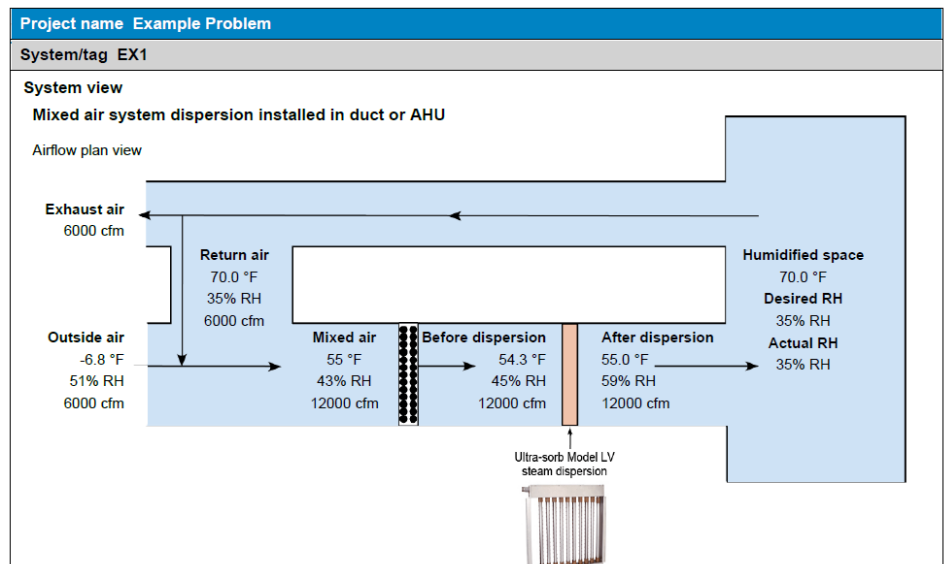 Project name Example Problem
System/tag EX1
System view
Mixed air system dispersion installed in duct or AHU
Airflow plan view
Exhaust air
6000 cfm
Return air
70.0 °F
35% RH
6000 cfm
Humidified space
70.0 °F
Desired RH
35% RH
Actual RH
35% RH
Outside air
-6.8 °F
51% RH
6000 cfm
Mixed air
55 °F
43% RH
12000 cfm
Before dispersion
54.3 °F
45% RH
12000 cfm
After dispersion
55.0 °F
59% RH
12000 cfm
Ultra-sorb Model LV
steam dispersion